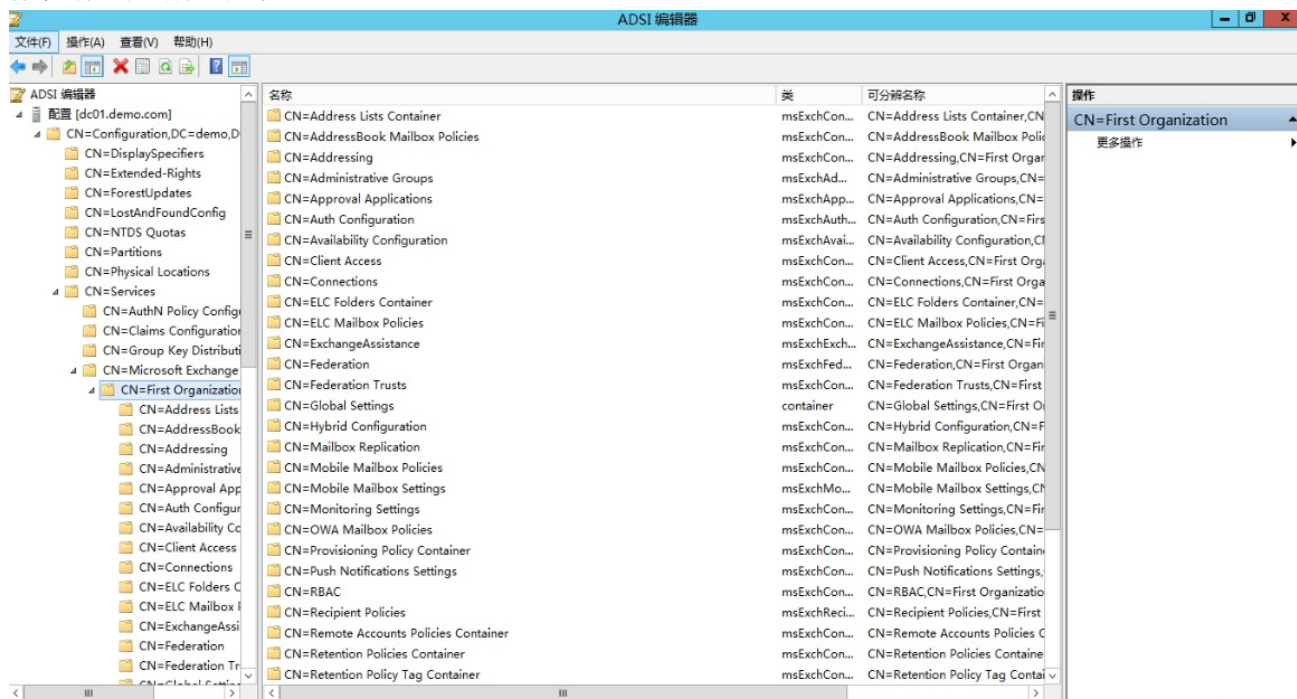 ADSI 编辑器
文件(F) 操作(A) 查看(V) 帮助(H)
ADSI 编辑器
配置 [dc01.demo.com]
CN=Configuration,DC=demo,D
CN=DisplaySpecifiers
CN=Extended-Rights
CN=ForestUpdates
CN=LostAndFoundConfig
CN=NTDS Quotas
CN=Partitions
CN=Physical Locations
CN=Services
CN=AuthN Policy Configu
CN=Claims Configuration
CN=Group Key Distributi
CN=Microsoft Exchange
CN=First Organization
CN=Address Lists
CN=AddressBook
CN=Addressing
CN=Administrative
CN=Approval App
CN=Auth Configur
CN=Availability Co
CN=Client Access
CN=Connections
CN=ELC Folders C
CN=ELC Mailbox P
CN=ExchangeAssi
CN=Federation
CN=Federation Tr
名称 类 可分辨名称
CN=Address Lists Container msExchCon... CN=Address Lists Container,CN
CN=AddressBook Mailbox Policies msExchCon... CN=AddressBook Mailbox Polic
CN=Addressing msExchCon... CN=Addressing,CN=First Organ
CN=Administrative Groups msExchAd... CN=Administrative Groups,CN=
CN=Approval Applications msExchApp... CN=Approval Applications,CN=
CN=Auth Configuration msExchAuth... CN=Auth Configuration,CN=Firs
CN=Availability Configuration msExchAvai... CN=Availability Configuration,CN
CN=Client Access msExchCon... CN=Client Access,CN=First Orga
CN=Connections msExchCon... CN=Connections,CN=First Orga
CN=ELC Folders Container msExchCon... CN=ELC Folders Container,CN=
CN=ELC Mailbox Policies msExchCon... CN=ELC Mailbox Policies,CN=Fi
CN=ExchangeAssistance msExchExch... CN=ExchangeAssistance,CN=Fir
CN=Federation msExchFed... CN=Federation,CN=First Organ
CN=Federation Trusts msExchCon... CN=Federation Trusts,CN=First
CN=Global Settings container CN=Global Settings,CN=First O
CN=Hybrid Configuration msExchCon... CN=Hybrid Configuration,CN=F
CN=Mailbox Replication msExchCon... CN=Mailbox Replication,CN=Fir
CN=Mobile Mailbox Policies msExchCon... CN=Mobile Mailbox Policies,CN
CN=Mobile Mailbox Settings msExchMo... CN=Mobile Mailbox Settings,CN
CN=Monitoring Settings msExchCon... CN=Monitoring Settings,CN=Fir
CN=OWA Mailbox Policies msExchCon... CN=OWA Mailbox Policies,CN=
CN=Provisioning Policy Container msExchCon... CN=Provisioning Policy Contain
CN=Push Notifications Settings msExchCon... CN=Push Notifications Settings,
CN=RBAC msExchCon... CN=RBAC,CN=First Organizatio
CN=Recipient Policies msExchReci... CN=Recipient Policies,CN=First
CN=Remote Accounts Policies Container msExchCon... CN=Remote Accounts Policies C
CN=Retention Policies Container msExchCon... CN=Retention Policies Containe
CN=Retention Policy Tag Container msExchCon... CN=Retention Policy Tag Contai
操作
CN=First Organization
更多操作